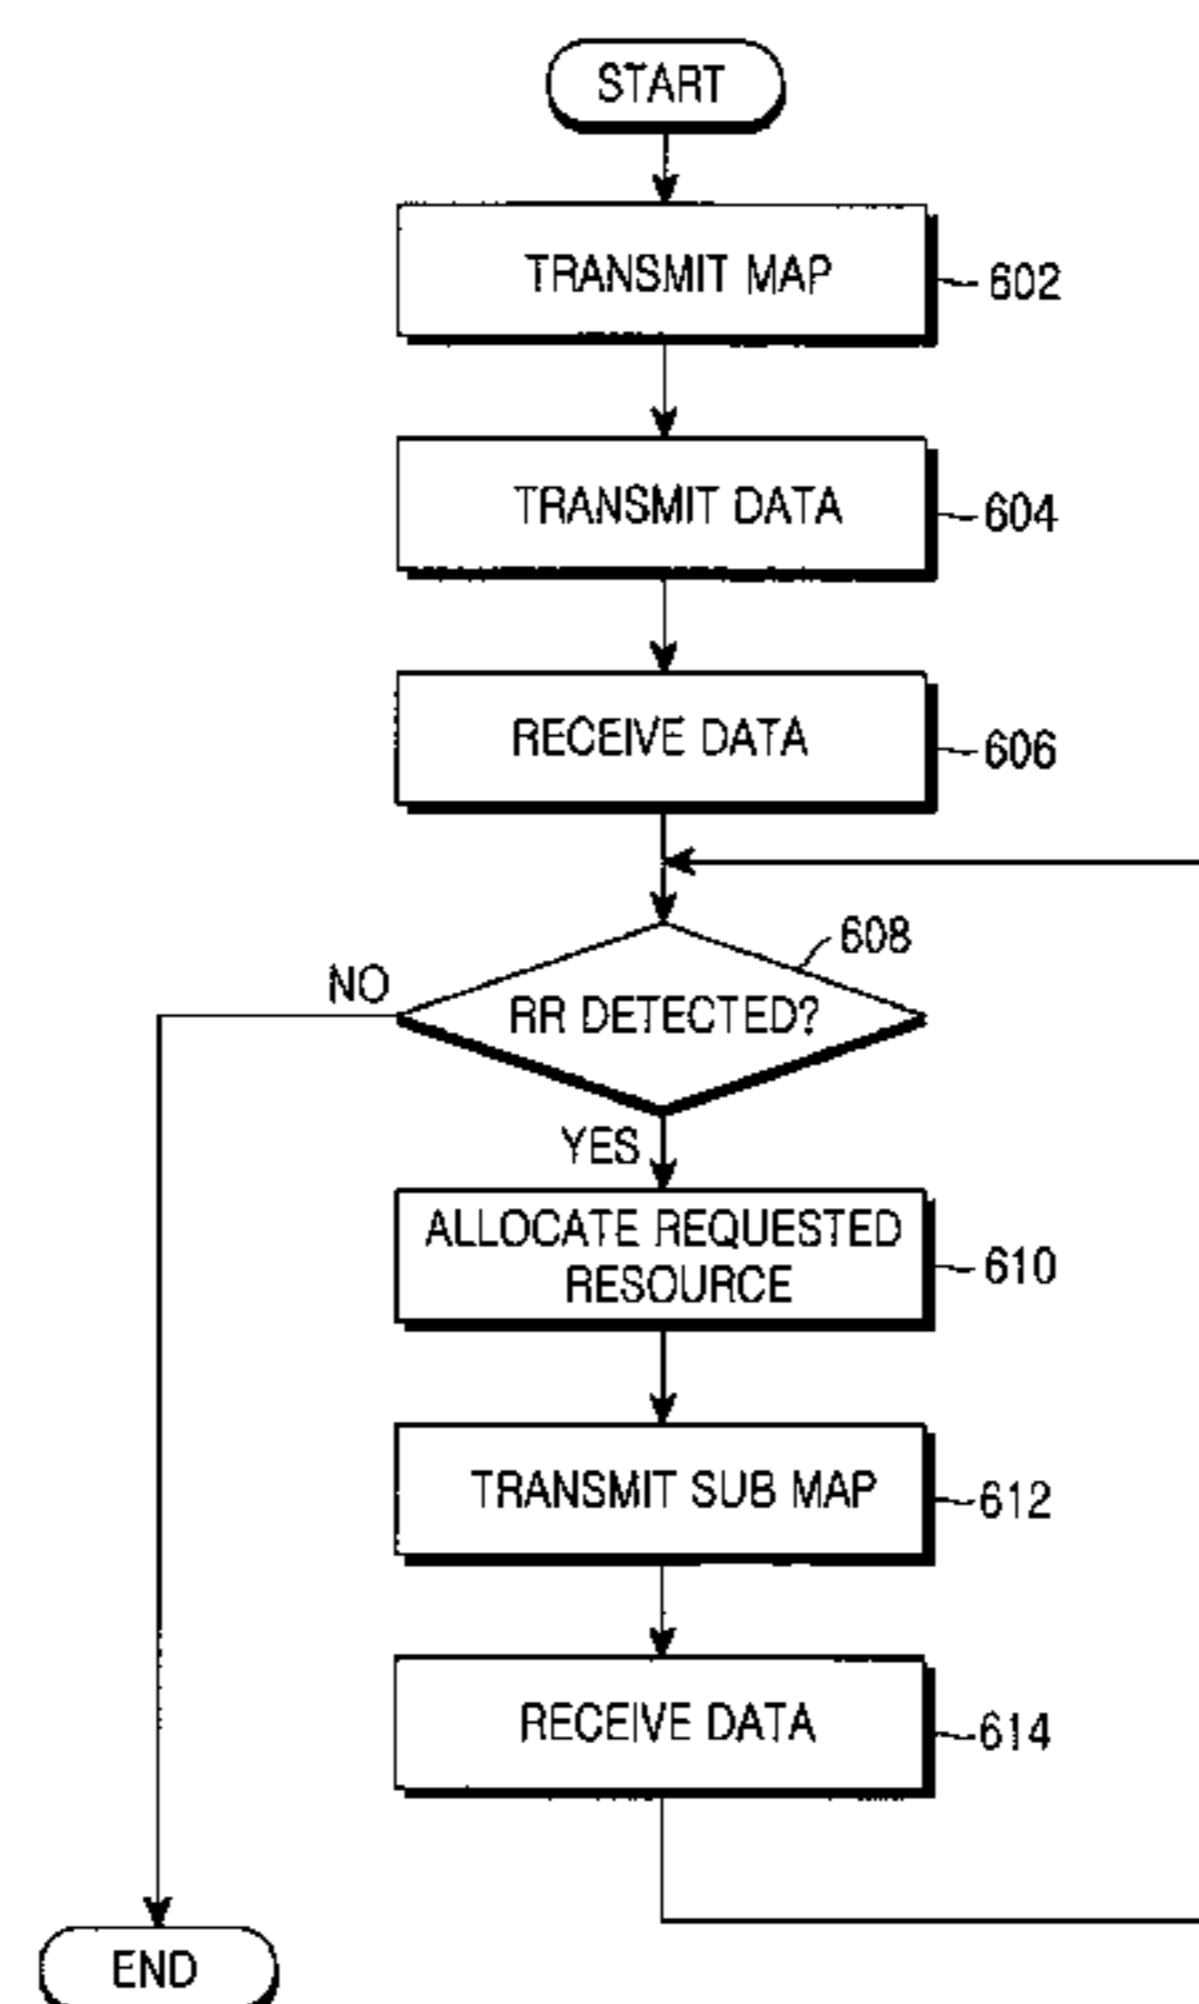 START
TRANSMIT MAP
602
TRANSMIT DATA
604
RECEIVE DATA
606
608
NO
RR DETECTED?
YES
ALLOCATE REQUESTED
RESOURCE
610
TRANSMIT SUB MAP
612
RECEIVE DATA
614
END